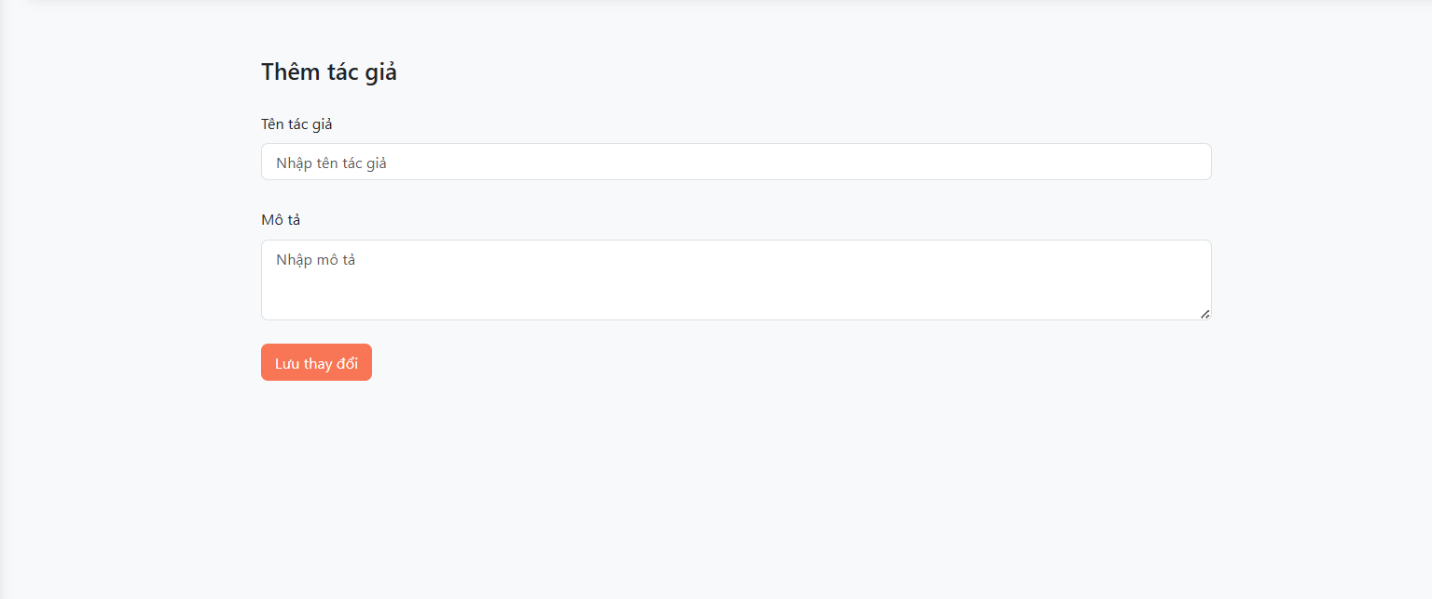 Thêm tác giả
Tên tác giả
Nhập tên tác giả
Mô tả
Nhập mô tả
Lưu thay đổi